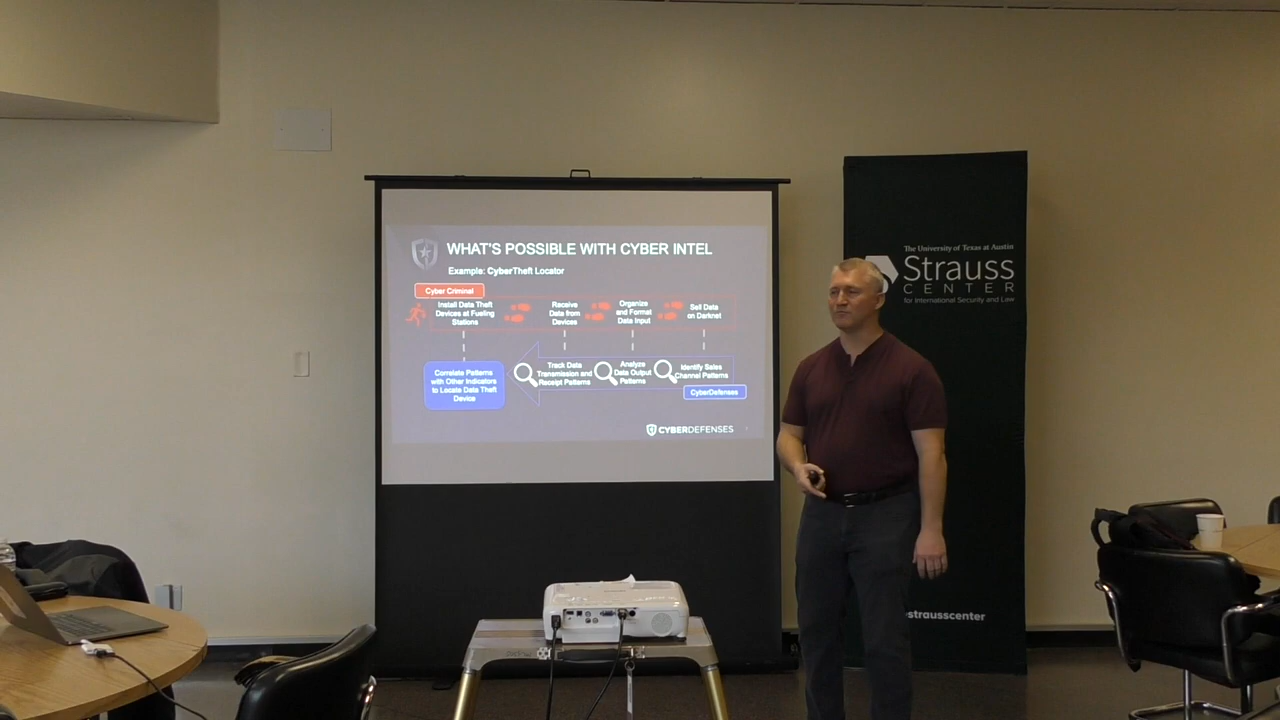 WHAT'S POSSIBLE WITH CYBER INTEL
Example: CyberTheft Locator
Cyber Criminal
Install Data Theft
Devices at Fueling
Stations
Receive
Data from
Devices
Organize
and Format
Data Input
Sell Data
on Darknet
Correlate Patterns
with Other Indicators
to Locate Data Theft
Device
Track Data
Transmission and
Receipt Patterns
Analyze
Data Output
Patterns
Identify Sales
Channel Patterns
CyberDefenses
CYBERDEFENSES
The University of Texas at Austin
Strauss
CENTER
for International Security and Law
strausscenter